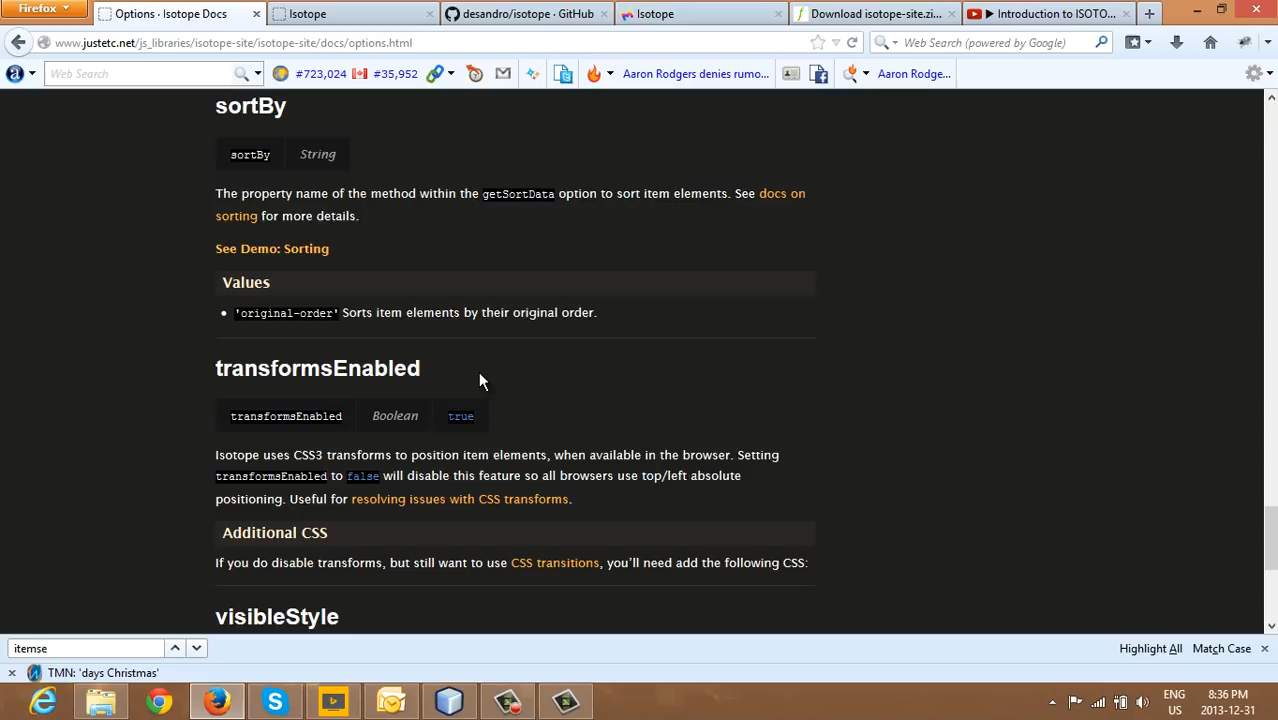 Firefox
Options · Isotope Docs
Isotope
desandro/isotope · GitHub
Isotope
Download isotope-site.zi...
Introduction to ISOTO...
www.justetc.net/js_libraries/isotope-site/isotope-site/docs/options.html
Web Search (powered by Google)
Web Search
#723,024
#35,952
Aaron Rodgers denies rumo...
Aaron Rodge...
sortBy
sortBy String
The property name of the method within the getSortData option to sort item elements. See docs on
sorting for more details.
See Demo: Sorting
Values
• 'original-order' Sorts item elements by their original order.
transformsEnabled
transformsEnabled Boolean true
Isotope uses CSS3 transforms to position item elements, when available in the browser. Setting
transformsEnabled to false will disable this feature so all browsers use top/left absolute
positioning. Useful for resolving issues with CSS transforms.
Additional CSS
If you do disable transforms, but still want to use CSS transitions, you'll need add the following CSS:
visibleStyle
itemse
Highlight All
Match Case
TMN: 'days Christmas'
ENG
US
8:36 PM
2013-12-31